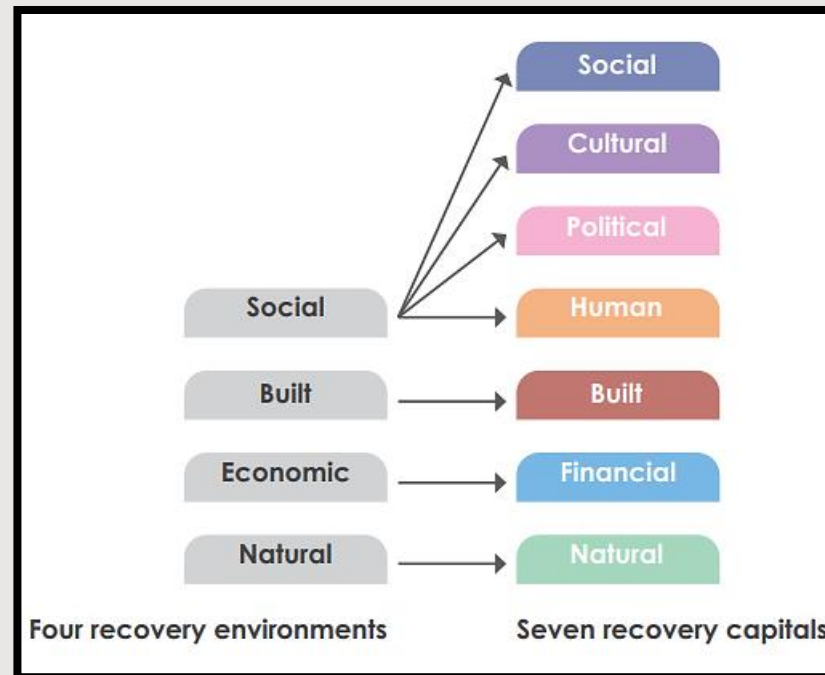 Social
Cultural
Political
Social
Human
Built
Built
Economic
Financial
Natural
Natural
Four recovery environments
Seven recovery capitals